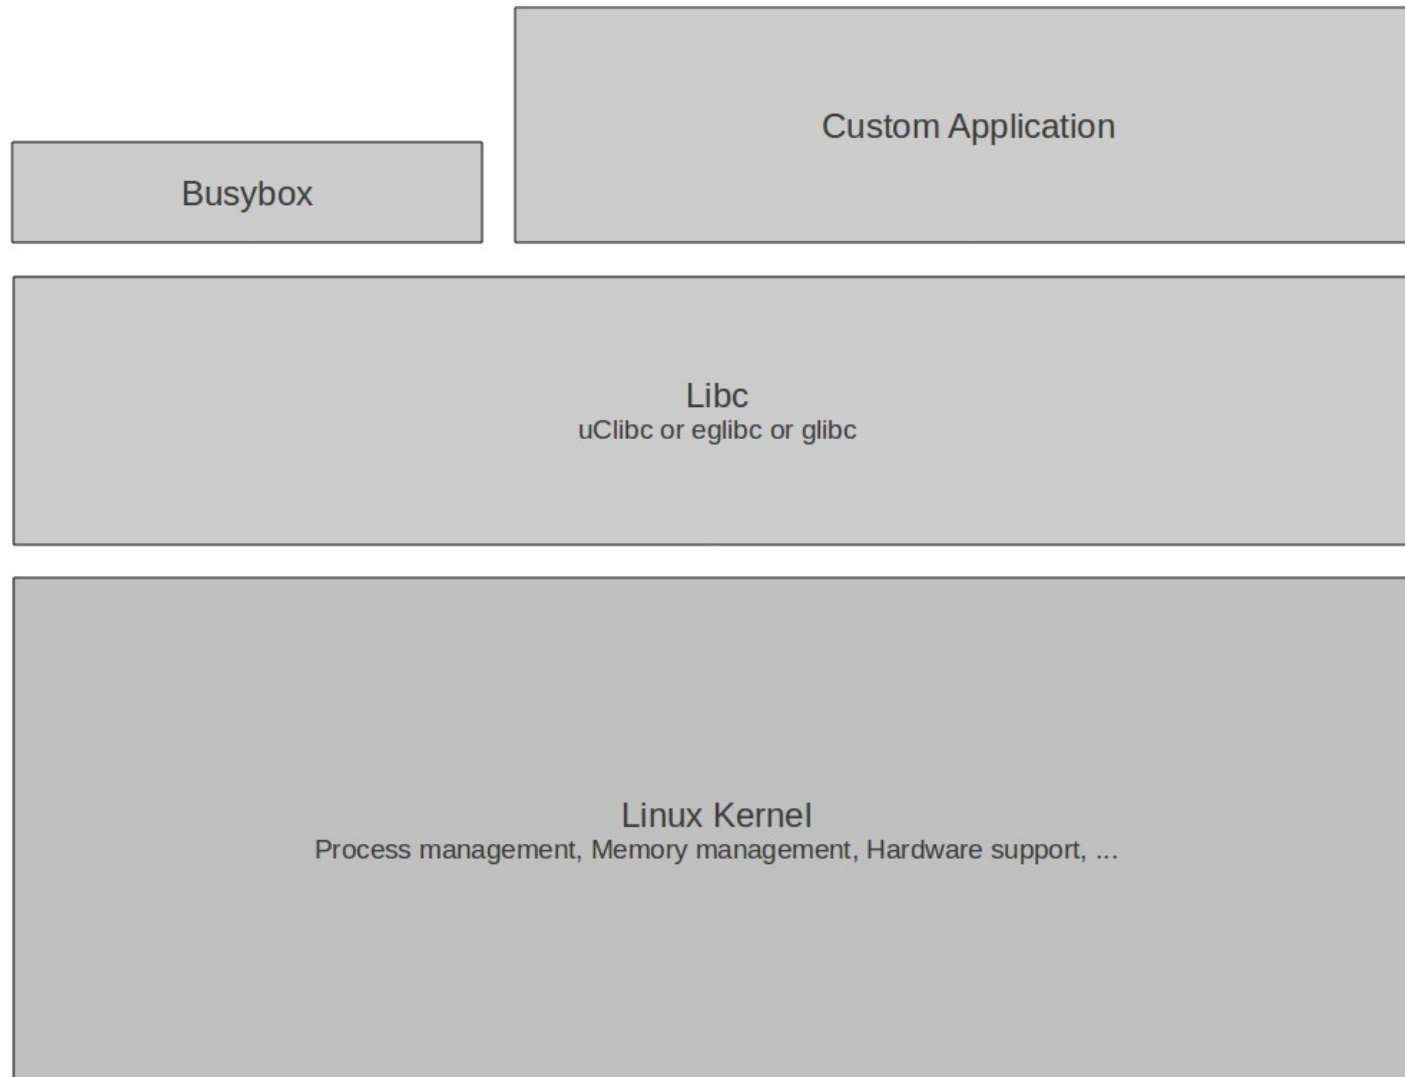 Custom Application
Busybox
Libc
uClibc or eglibc or glibc
Linux Kernel
Process management, Memory management, Hardware support, ...